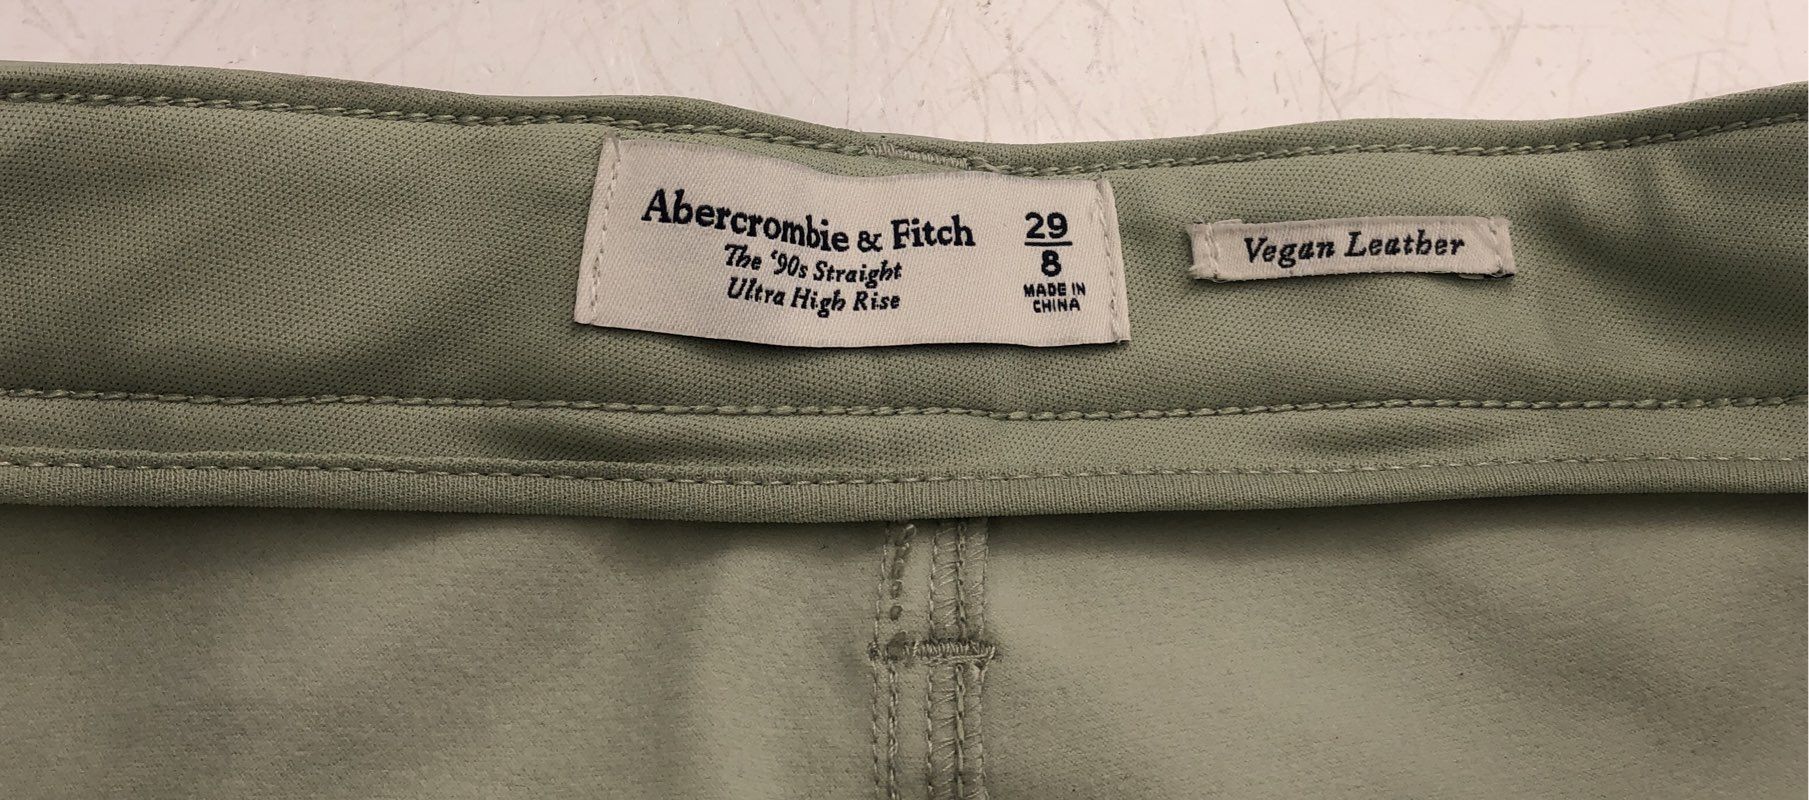 Abercrombie & Fitch
The ‘90s Straight
Ultra High Rise
29
8
MADE IN
CHINA
Vegan Leather